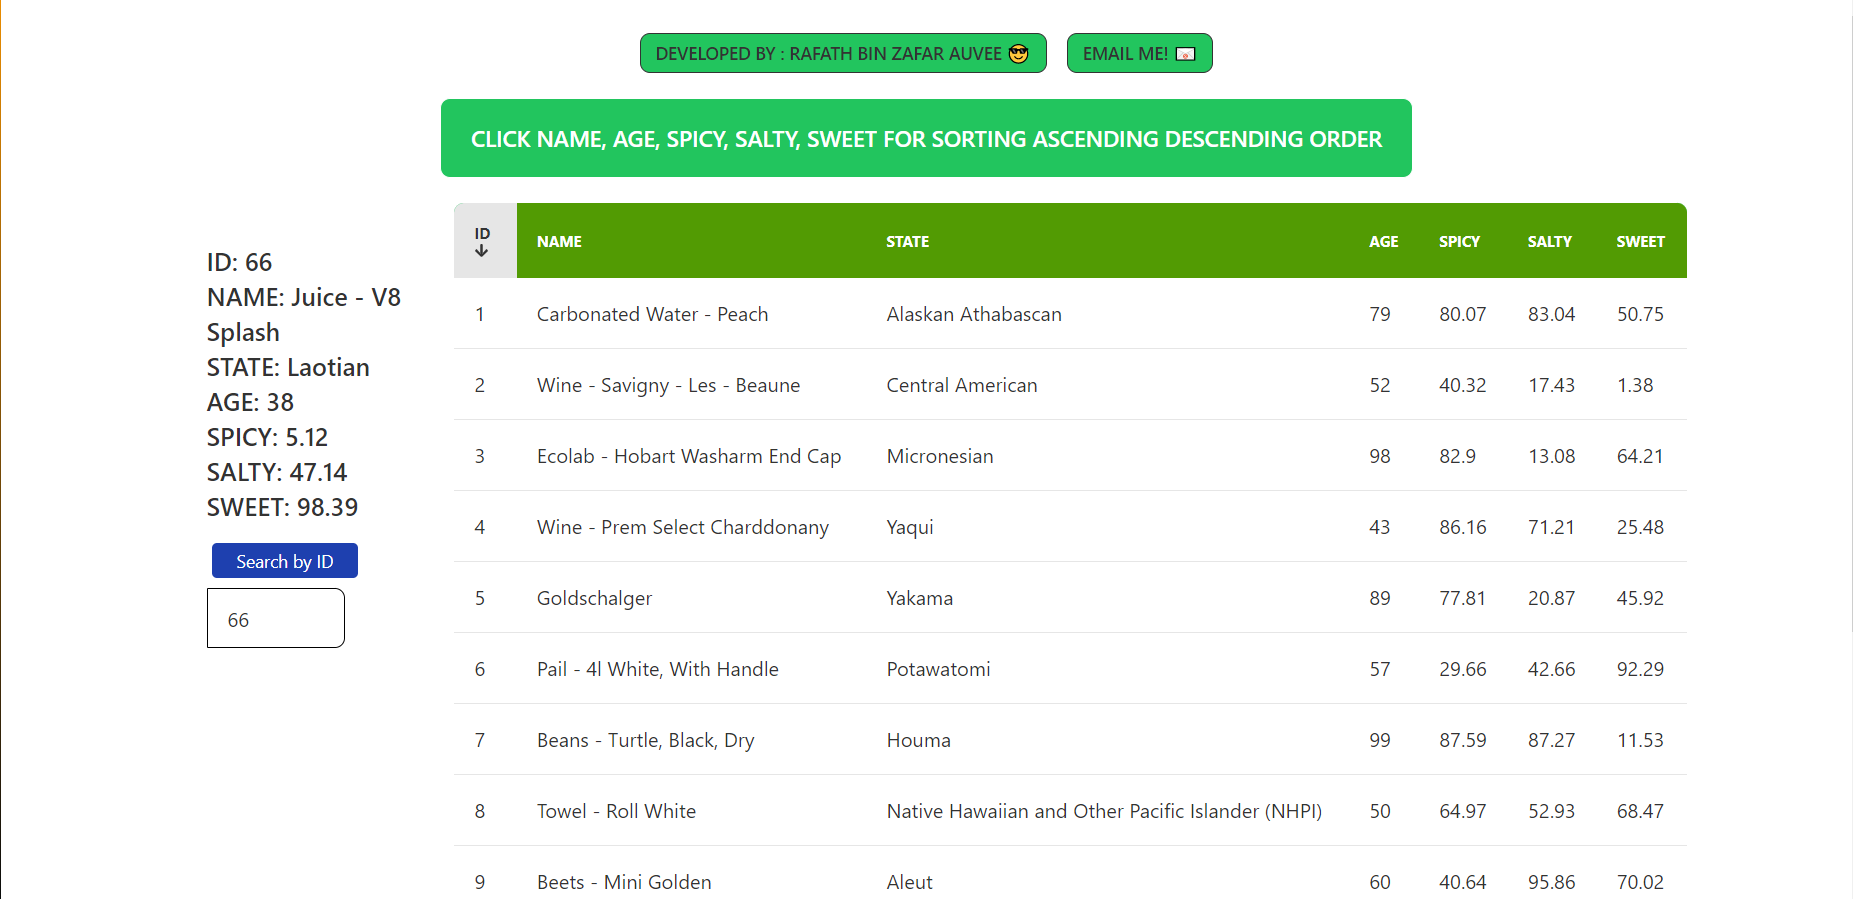 DEVELOPED BY : RAFATH BIN ZAFAR AUVEE 😎 EMAIL ME! 💌
CLICK NAME, AGE, SPICY, SALTY, SWEET FOR SORTING ASCENDING DESCENDING ORDER
ID: 66
NAME: Juice - V8
Splash
STATE: Laotian
AGE: 38
SPICY: 5.12
SALTY: 47.14
SWEET: 98.39
Search by ID
66
ID ↓ NAME STATE AGE SPICY SALTY SWEET
1 Carbonated Water - Peach Alaskan Athabascan 79 80.07 83.04 50.75
2 Wine - Savigny - Les - Beaune Central American 52 40.32 17.43 1.38
3 Ecolab - Hobart Washarm End Cap Micronesian 98 82.9 13.08 64.21
4 Wine - Prem Select Charddonany Yaqui 43 86.16 71.21 25.48
5 Goldschalger Yakama 89 77.81 20.87 45.92
6 Pail - 4l White, With Handle Potawatomi 57 29.66 42.66 92.29
7 Beans - Turtle, Black, Dry Houma 99 87.59 87.27 11.53
8 Towel - Roll White Native Hawaiian and Other Pacific Islander (NHPI) 50 64.97 52.93 68.47
9 Beets - Mini Golden Aleut 60 40.64 95.86 70.02